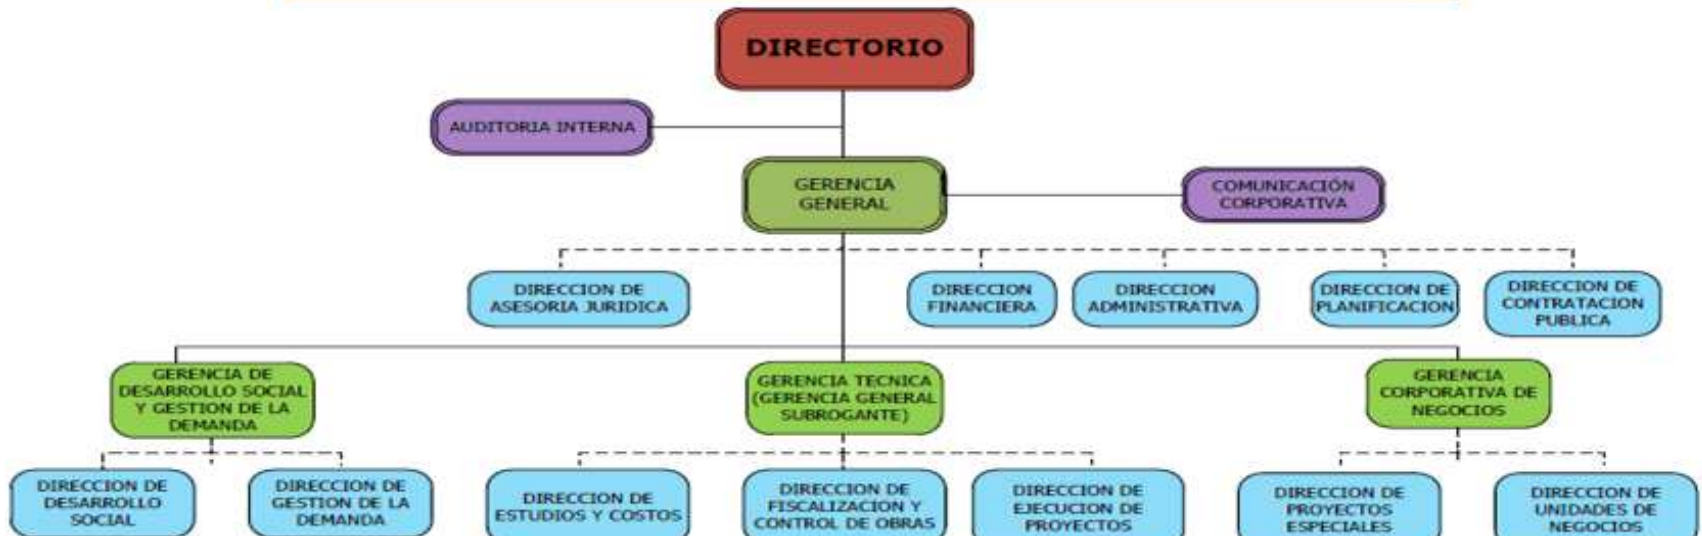 DIRECTORIO
AUDITORIA INTERNA
GERENCIA
GENERAL
COMUNICACIÓN
CORPORATIVA
DIRECCION DE
ASESORIA JURIDICA
DIRECCION
FINANCIERA
DIRECCION
ADMINISTRATIVA
DIRECCION DE
PLANIFICACION
DIRECCION DE
CONTRATACION
PUBLICA
GERENCIA DE
DESARROLLO SOCIAL
Y GESTION DE LA
DEMANDA
GERENCIA TECNICA
(GERENCIA GENERAL
SUBROGANTE)
GERENCIA
CORPORATIVA DE
NEGOCIOS
DIRECCION DE
DESARROLLO
SOCIAL
DIRECCION DE
GESTION DE LA
DEMANDA
DIRECCION DE
ESTUDIOS Y COSTOS
DIRECCION DE
FISCALIZACION Y
CONTROL DE OBRAS
DIRECCION DE
EJECUCION DE
PROYECTOS
DIRECCION DE
PROYECTOS
ESPECIALES
DIRECCION DE
UNIDADES DE
NEGOCIOS